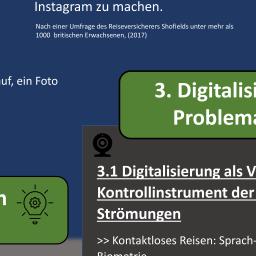 Instagram zu machen.
Nach einer Umfrage des Reiseversicherers Shofields unter mehr als
1000 britischen Erwachsenen, (2017)
uf, ein Foto
3. Digitalisi
Problema
3.1 Digitalisierung als V
Kontrollinstrument der
Strömungen
>> Kontaktloses Reisen: Sprach-
Biometrie